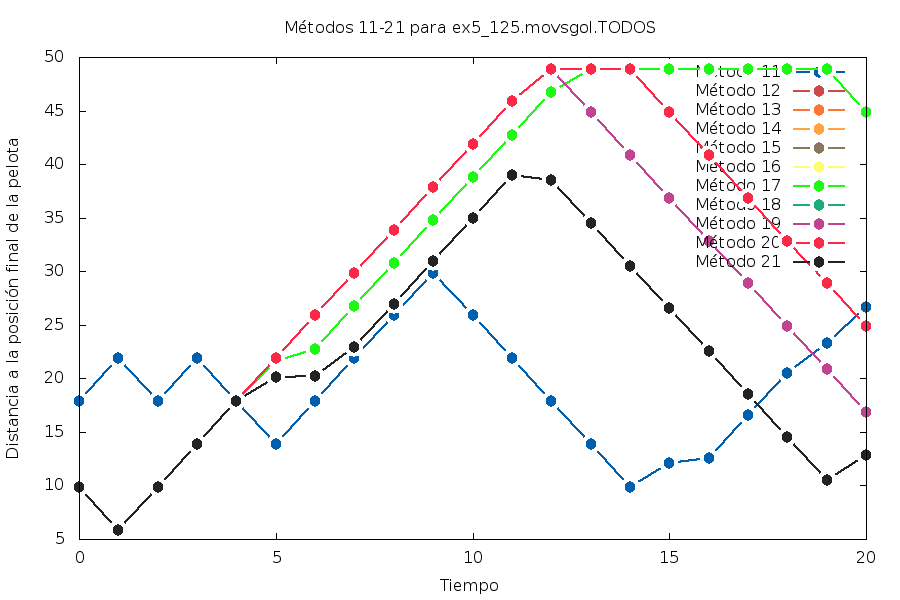 Métodos 11-21 para ex5_125.movsgol.TODOS
Distancia a la posición final de la pelota
50
45
40
35
30
25
20
15
10
5
0
5
10
15
20
Tiempo
Método 11
Método 12
Método 13
Método 14
Método 15
Método 16
Método 17
Método 18
Método 19
Método 20
Método 21